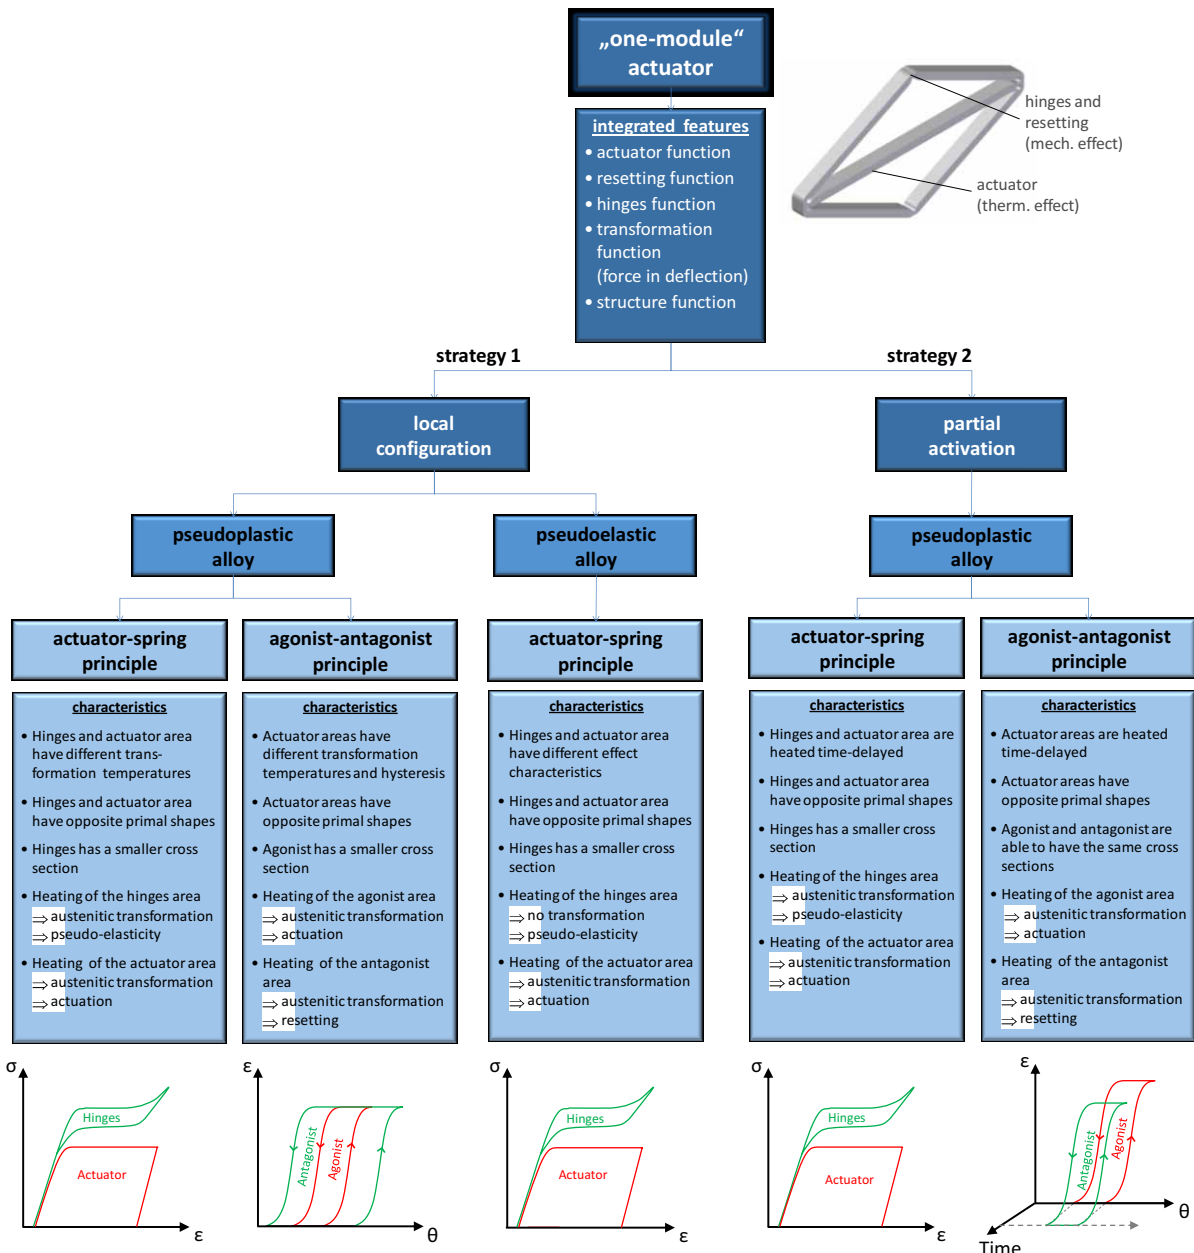 „one-module“
actuator
integrated features
• actuator function
• resetting function
• hinges function
• transformation
function
(force in deflection)
• structure function
hinges and
resetting
(mech. effect)
actuator
(therm. effect)
strategy 1
strategy 2
local
configuration
partial
activation
pseudoplastic
alloy
pseudoelastic
alloy
pseudoplastic
alloy
actuator-spring
principle
characteristics
• Hinges and actuator area
have different trans-
formation temperatures
• Hinges and actuator area
have opposite primal shapes
• Hinges has a smaller cross
section
• Heating of the hinges area
⇒ austenitic transformation
⇒ pseudo-elasticity
• Heating of the actuator area
⇒ austenitic transformation
⇒ actuation
agonist-antagonist
principle
characteristics
• Actuator areas have
different transformation
temperatures and hysteresis
• Actuator areas have
opposite primal shapes
• Agonist has a smaller cross
section
• Heating of the agonist area
⇒ austenitic transformation
⇒ actuation
• Heating of the antagonist
area
⇒ austenitic transformation
⇒ resetting
actuator-spring
principle
characteristics
• Hinges and actuator area
have different effect
characteristics
• Hinges and actuator area
have opposite primal shapes
• Hinges has a smaller cross
section
• Heating of the hinges area
⇒ no transformation
⇒ pseudo-elasticity
• Heating of the actuator area
⇒ austenitic transformation
⇒ actuation
actuator-spring
principle
characteristics
• Hinges and actuator area are
heated time-delayed
• Hinges and actuator area
have opposite primal shapes
• Hinges has a smaller cross
section
• Heating of the hinges area
⇒ austenitic transformation
⇒ pseudo-elasticity
• Heating of the actuator area
⇒ austenitic transformation
⇒ actuation
agonist-antagonist
principle
characteristics
• Actuator areas are heated
time-delayed
• Actuator areas have
opposite primal shapes
• Agonist and antagonist are
able to have the same cross
sections
• Heating of the agonist area
⇒ austenitic transformation
⇒ actuation
• Heating of the antagonist
area
⇒ austenitic transformation
⇒ resetting
σ
Hinges
Actuator
ε
ε
Antagonist
Agonist
θ
σ
Hinges
Actuator
ε
σ
Hinges
Actuator
ε
ε
Antagonist
Agonist
θ
Time